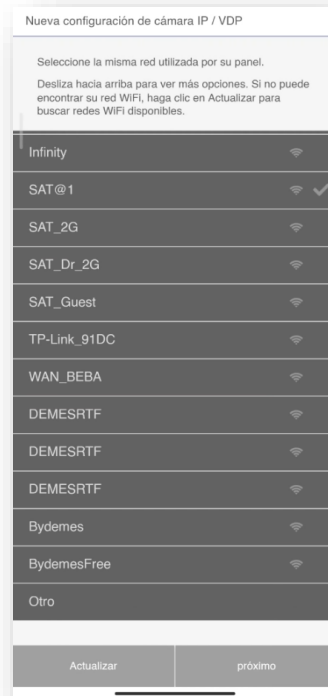 Nueva configuración de cámara IP / VDP
Seleccione la misma red utilizada por su panel.
Desliza hacia arriba para ver más opciones. Si no puede
encontrar su red WiFi, haga clic en Actualizar para
buscar redes WiFi disponibles.
Infinity
SAT@1
SAT_2G
SAT_Dr_2G
SAT_Guest
TP-Link_91DC
WAN_BEBA
DEMESRTF
DEMESRTF
DEMESRTF
Bydemes
BydemesFree
Otro
Actualizar próximo